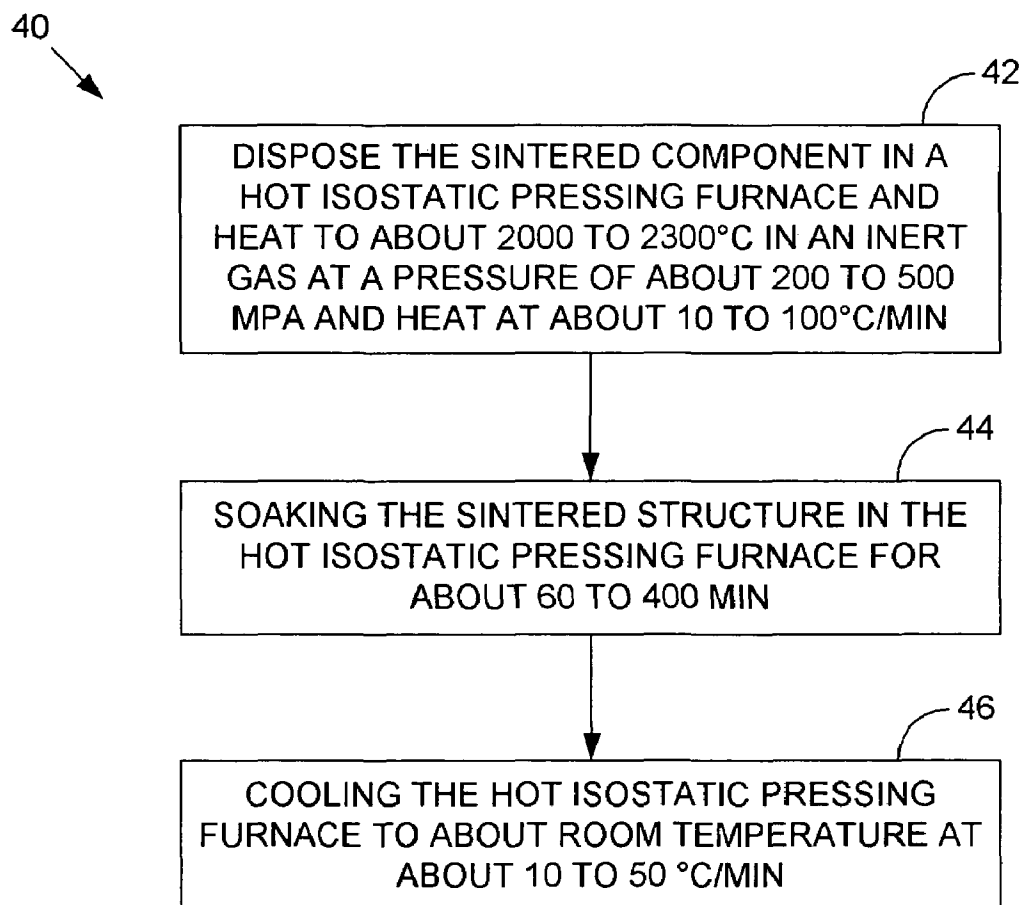 40
42
DISPOSE THE SINTERED COMPONENT IN A
HOT ISOSTATIC PRESSING FURNACE AND
HEAT TO ABOUT 2000 TO 2300°C IN AN INERT
GAS AT A PRESSURE OF ABOUT 200 TO 500
MPA AND HEAT AT ABOUT 10 TO 100°C/MIN
44
SOAKING THE SINTERED STRUCTURE IN THE
HOT ISOSTATIC PRESSING FURNACE FOR
ABOUT 60 TO 400 MIN
46
COOLING THE HOT ISOSTATIC PRESSING
FURNACE TO ABOUT ROOM TEMPERATURE AT
ABOUT 10 TO 50 °C/MIN